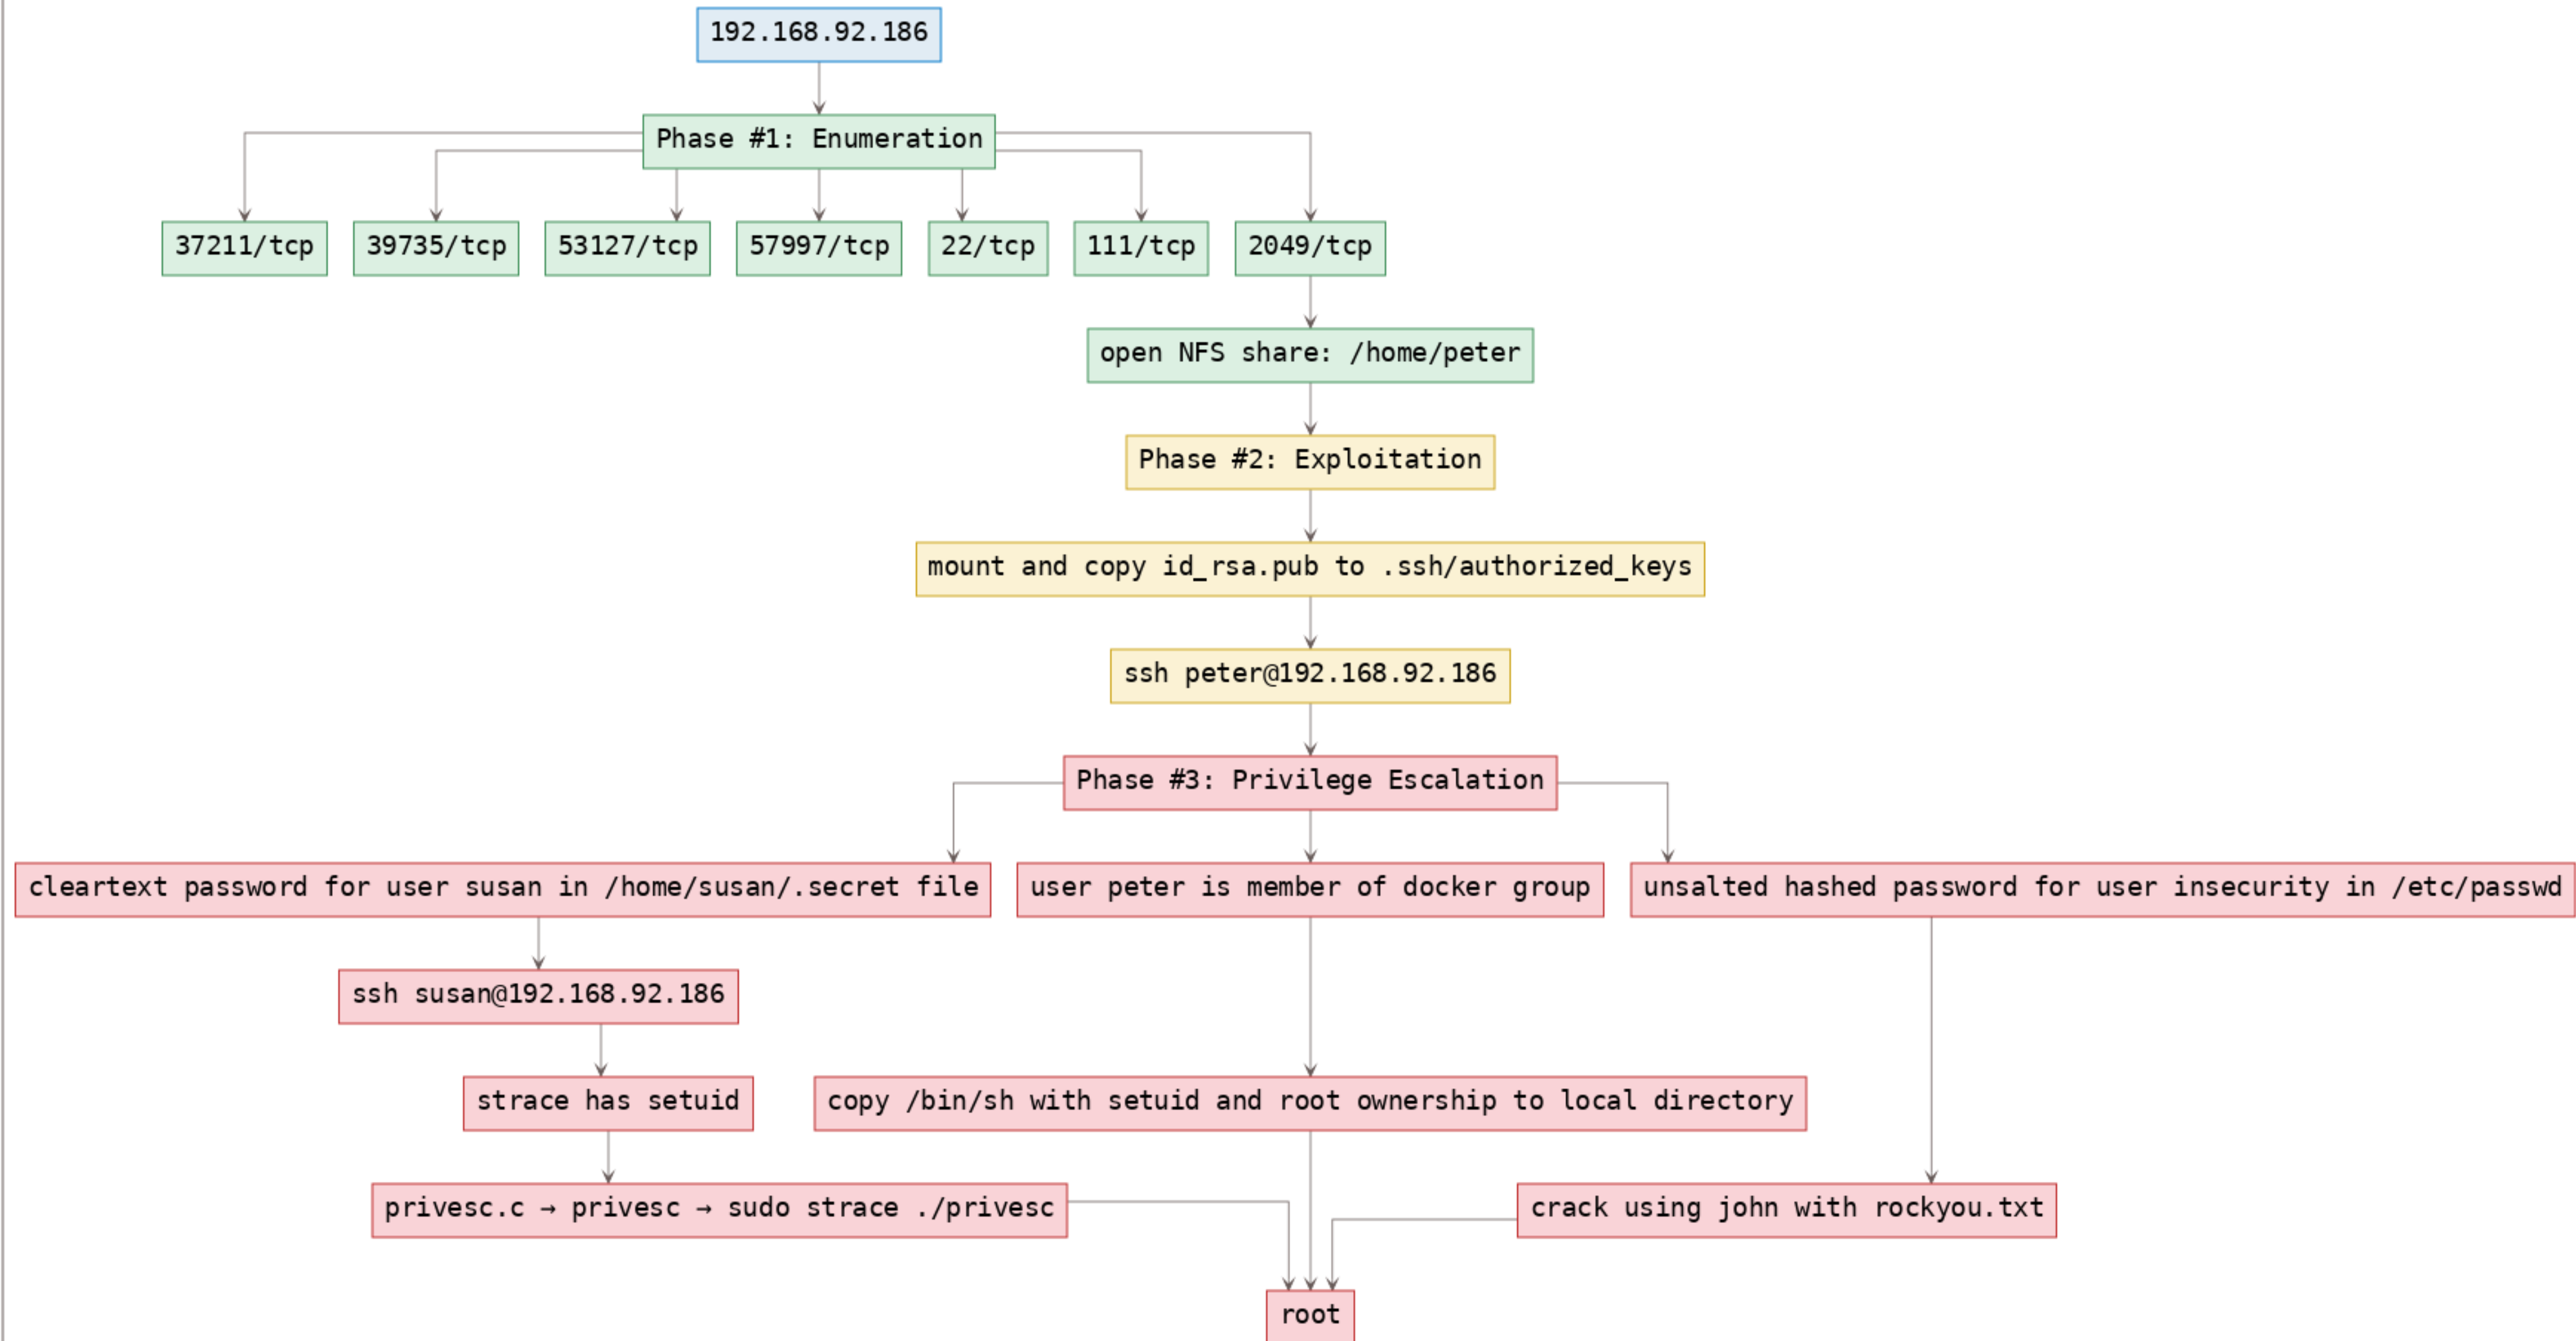 192.168.92.186
Phase #1: Enumeration
37211/tcp
39735/tcp
53127/tcp
57997/tcp
22/tcp
111/tcp
2049/tcp
open NFS share: /home/peter
Phase #2: Exploitation
mount and copy id_rsa.pub to .ssh/authorized_keys
ssh peter@192.168.92.186
Phase #3: Privilege Escalation
cleartext password for user susan in /home/susan/.secret file
user peter is member of docker group
unsalted hashed password for user insecurity in /etc/passwd
ssh susan@192.168.92.186
strace has setuid
copy /bin/sh with setuid and root ownership to local directory
privesc.c → privesc → sudo strace ./privesc
crack using john with rockyou.txt
root